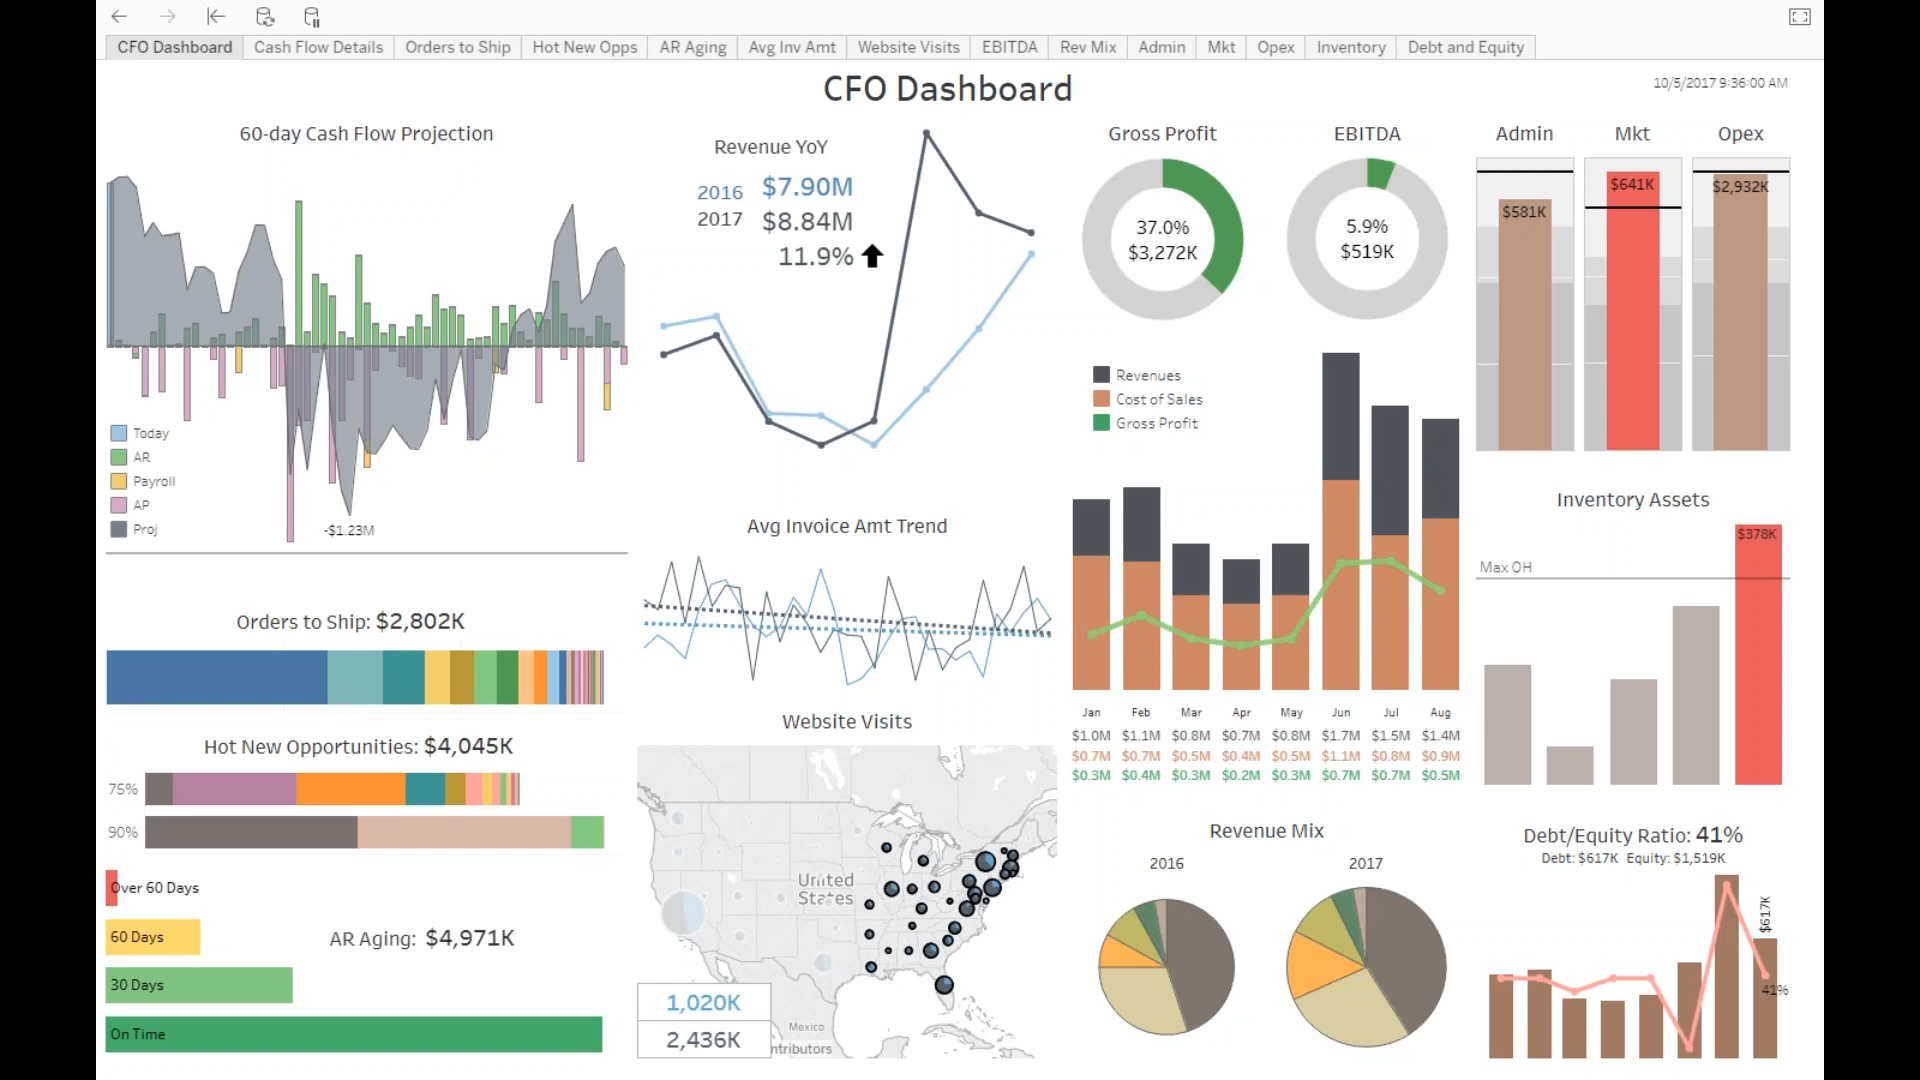 CFO Dashboard
Cash Flow Details
Orders to Ship
Hot New Opps
AR Aging
Avg Inv Amt
Website Visits
EBITDA
Rev Mix
Admin
Mkt
Opex
Inventory
Debt and Equity
CFO Dashboard
10/5/2017 9:36:00 AM
60-day Cash Flow Projection
Today
AR
Payroll
AP
Proj
-$1.23M
Orders to Ship: $2,802K
Hot New Opportunities: $4,045K
75%
90%
Over 60 Days
60 Days
AR Aging: $4,971K
30 Days
On Time
Revenue YoY
2016 $7.90M
2017 $8.84M
11.9%
Avg Invoice Amt Trend
Website Visits
United
States
Mexico
ntributors
1,020K
2,436K
Gross Profit
37.0%
$3,272K
EBITDA
5.9%
$519K
Revenues
Cost of Sales
Gross Profit
Jan Feb Mar Apr May Jun Jul Aug
$1.0M $1.1M $0.8M $0.7M $0.8M $1.7M $1.5M $1.4M
$0.7M $0.7M $0.5M $0.4M $0.5M $1.1M $0.8M $0.9M
$0.3M $0.4M $0.3M $0.2M $0.3M $0.7M $0.7M $0.5M
Revenue Mix
2016
2017
Admin
Mkt
Opex
$581K
$641K
$2,932K
Inventory Assets
$378K
Max OH
Debt/Equity Ratio: 41%
Debt: $617K Equity: $1,519K
$617K
41%